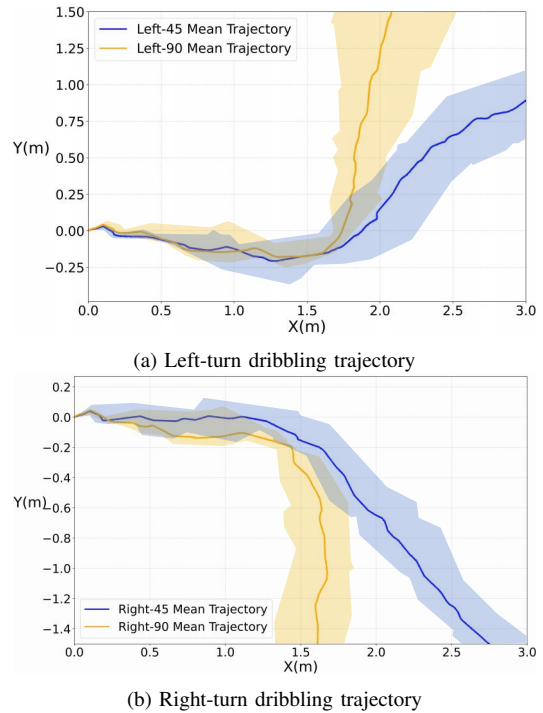 1.50
Left-45 Mean Trajectory
Left-90 Mean Trajectory
1.00
0.75
Y(m)
0.50
0.25
0.00
−0.25
0.0 0.5 1.0 1.5 2.0 2.5 3.0
X(m)
(a) Left-turn dribbling trajectory
0.2
0.0
−0.2
−0.4
Y(m)
−0.6
−0.8
−1.0
−1.2
Right-45 Mean Trajectory
Right-90 Mean Trajectory
−1.4
0.0 0.5 1.0 1.5 2.0 2.5 3.0
X(m)
(b) Right-turn dribbling trajectory